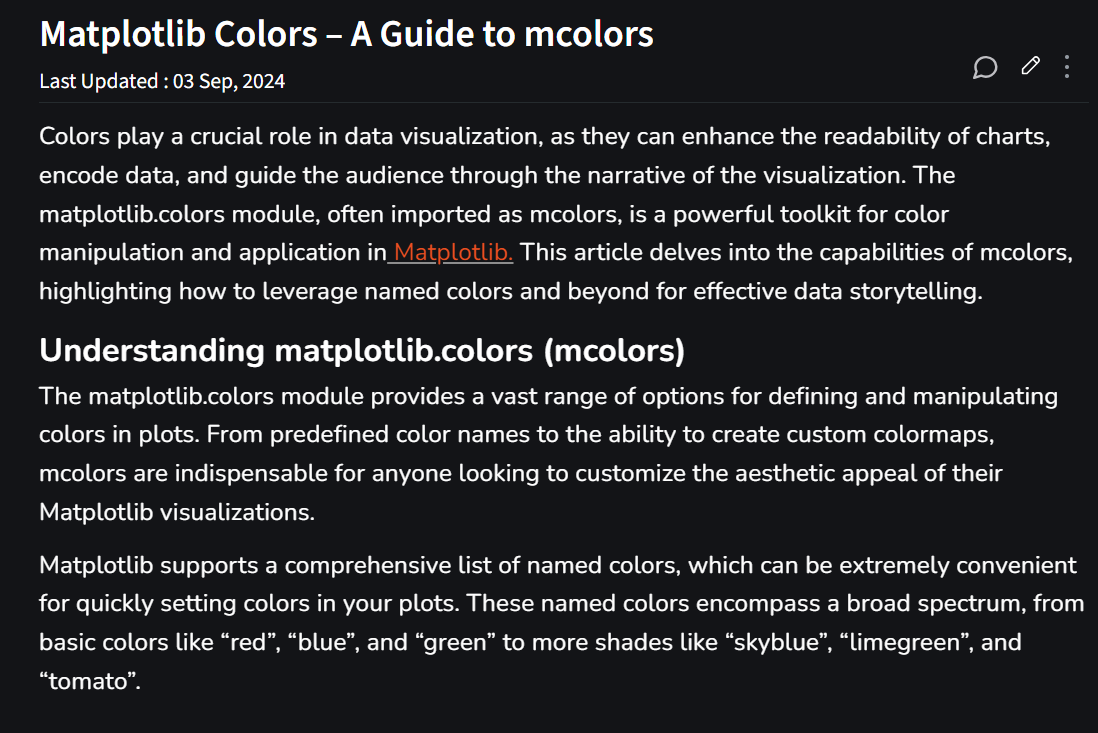 Matplotlib Colors – A Guide to mcolors
Last Updated : 03 Sep, 2024
Colors play a crucial role in data visualization, as they can enhance the readability of charts,
encode data, and guide the audience through the narrative of the visualization. The
matplotlib.colors module, often imported as mcolors, is a powerful toolkit for color
manipulation and application in Matplotlib. This article delves into the capabilities of mcolors,
highlighting how to leverage named colors and beyond for effective data storytelling.
Understanding matplotlib.colors (mcolors)
The matplotlib.colors module provides a vast range of options for defining and manipulating
colors in plots. From predefined color names to the ability to create custom colormaps,
mcolors are indispensable for anyone looking to customize the aesthetic appeal of their
Matplotlib visualizations.
Matplotlib supports a comprehensive list of named colors, which can be extremely convenient
for quickly setting colors in your plots. These named colors encompass a broad spectrum, from
basic colors like “red”, “blue”, and “green” to more shades like “skyblue”, “limegreen”, and
“tomato”.